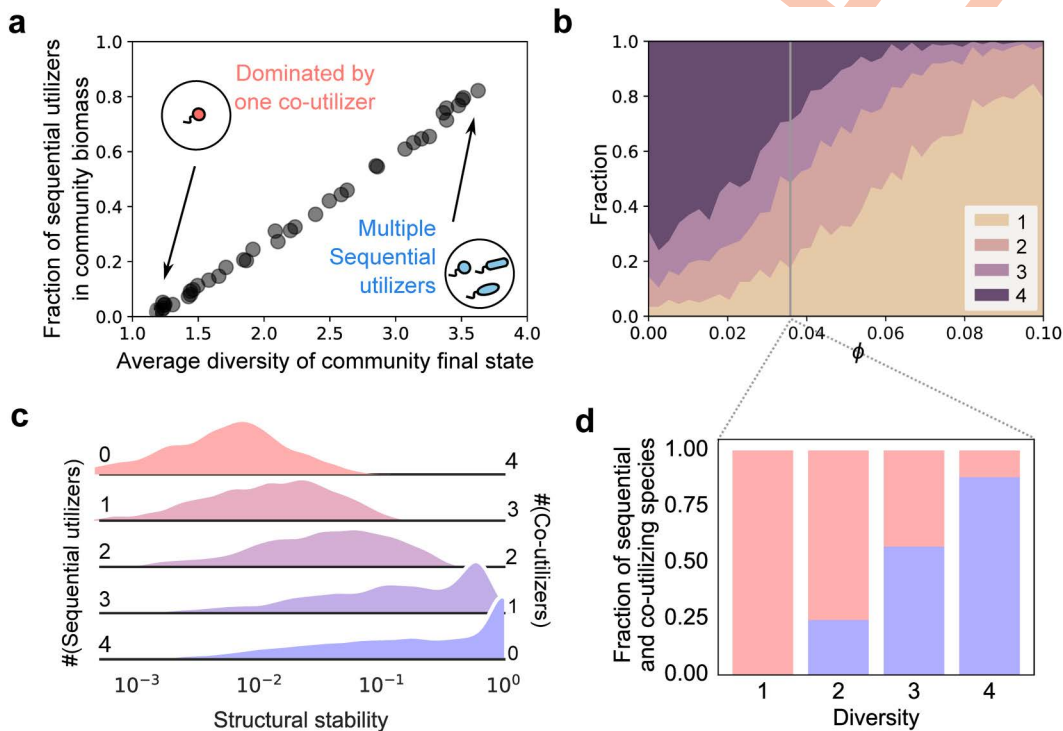 a
Fraction of sequential utilizers
in community biomass
1.0
0.8
0.6
0.4
0.2
0.0
Dominated by
one co-utilizer
Multiple
Sequential
utilizers
1.0 1.5 2.0 2.5 3.0 3.5 4.0
Average diversity of community final state
b
Fraction
1.0
0.8
0.6
0.4
0.2
0.0
1
2
3
4
0.00 0.02 0.04 0.06 0.08 0.10
ϕ
c
#(Sequential utilizers)
0 4
1 3
2 2
3 1
4 0
#(Co-utilizers)
10⁻³ 10⁻² 10⁻¹ 10⁰
Structural stability
d
Fraction of sequential
and co-utilizing species
1.00
0.75
0.50
0.25
0.00
1 2 3 4
Diversity